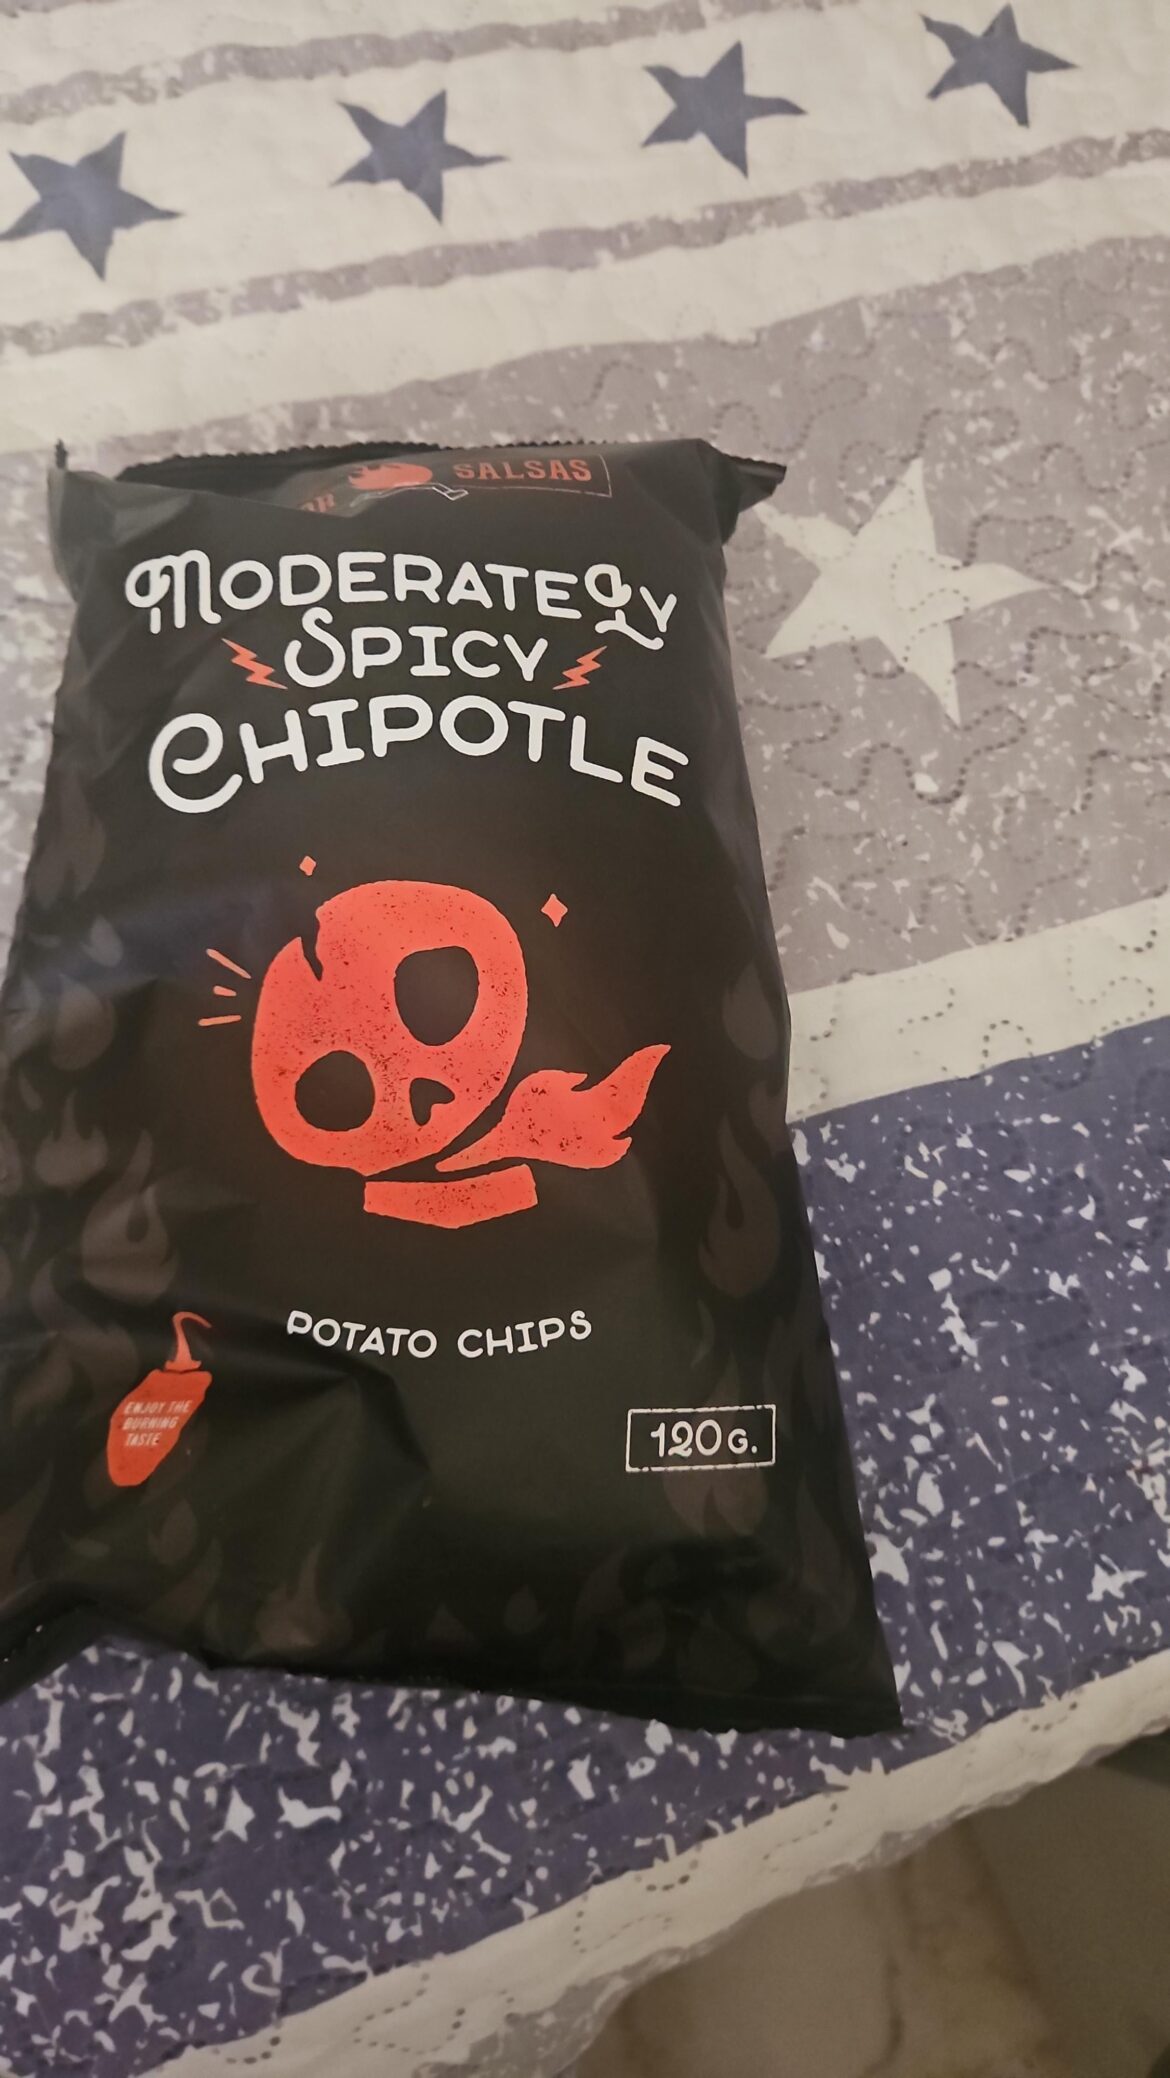 SALSAS
MODERATELY
SPICY
CHIPOTLE
POTATO CHIPS
ENJOY THE
BURNING
TASTE
120G.